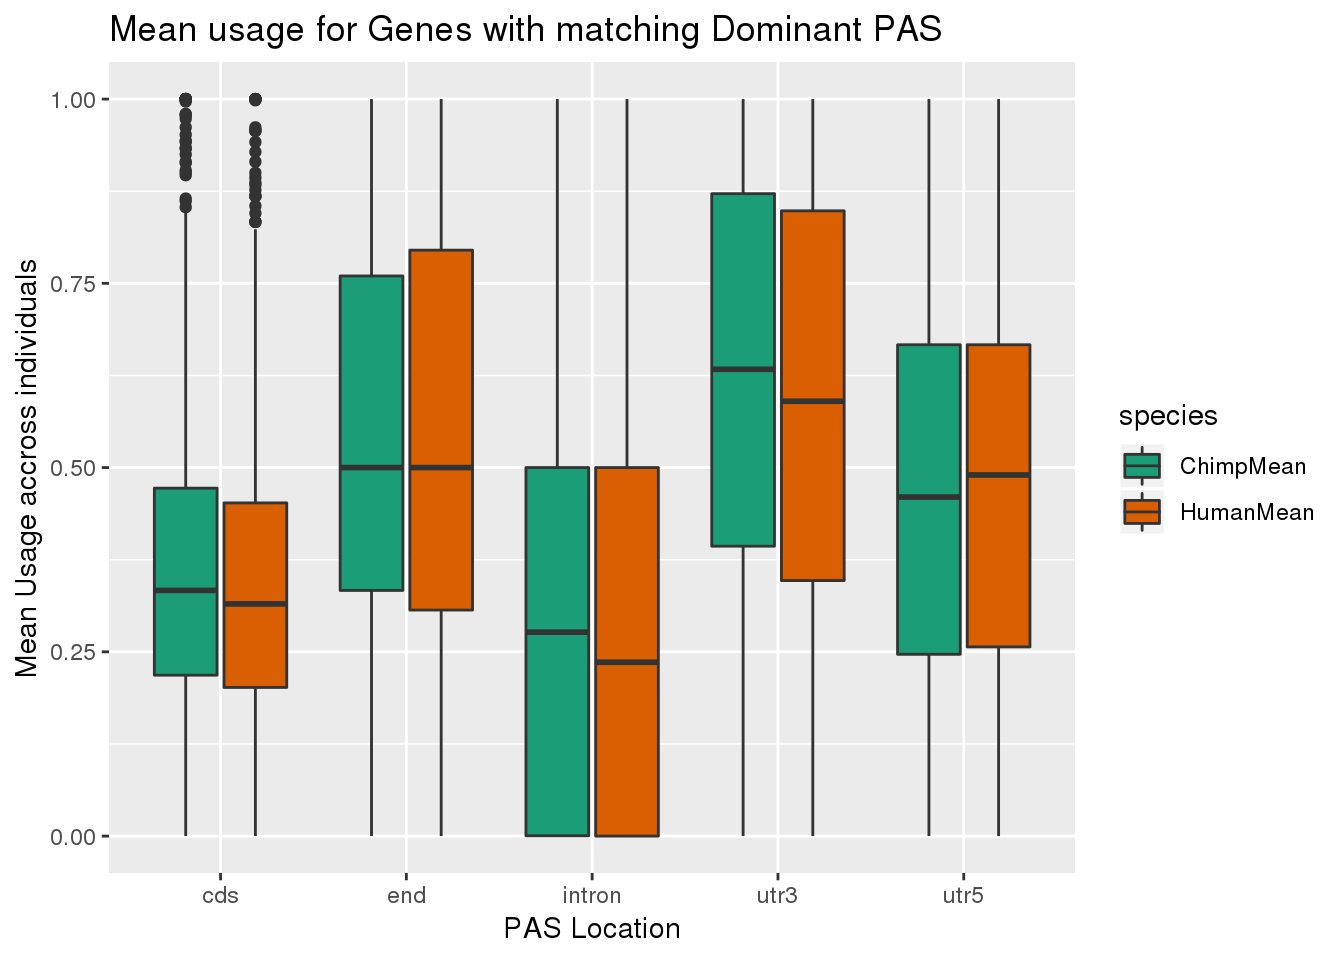 Mean usage for Genes with matching Dominant PAS
Mean Usage accross individuals
1.00
0.75
0.50
0.25
0.00
cds
end
intron
utr3
utr5
PAS Location
species
ChimpMean
HumanMean